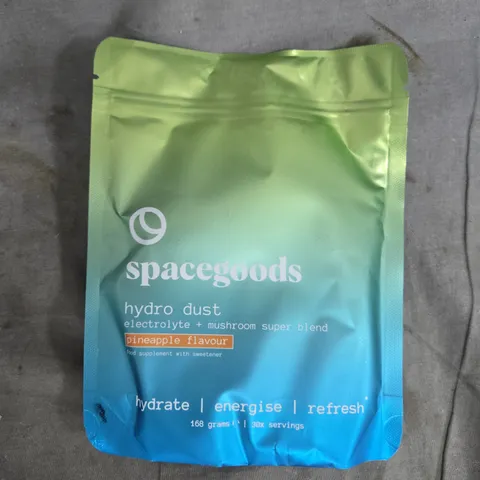 spacegoods
hydro dust
electrolyte + mushroom super blend
pineapple flavour
food supplement with sweetener
hydrate | energise | refresh*
168 grams ℮ | 30x servings